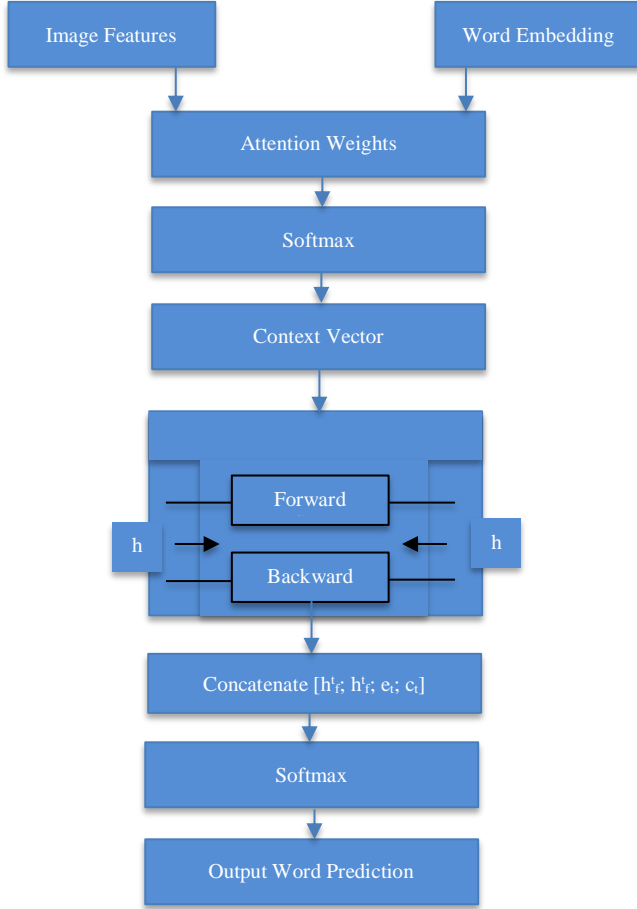 Image Features
Word Embedding
Attention Weights
Softmax
Context Vector
Forward
h
h
Backward
Concatenate [hᵗf; hᵗf; eₜ; cₜ]
Softmax
Output Word Prediction